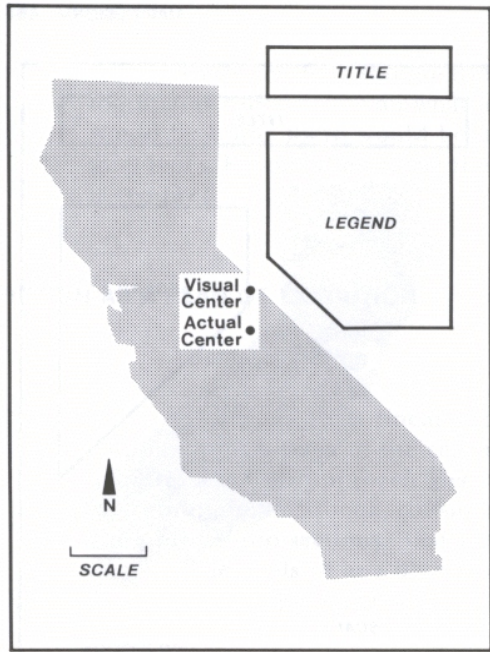 TITLE
LEGEND
Visual
Center
Actual
Center
N
SCALE